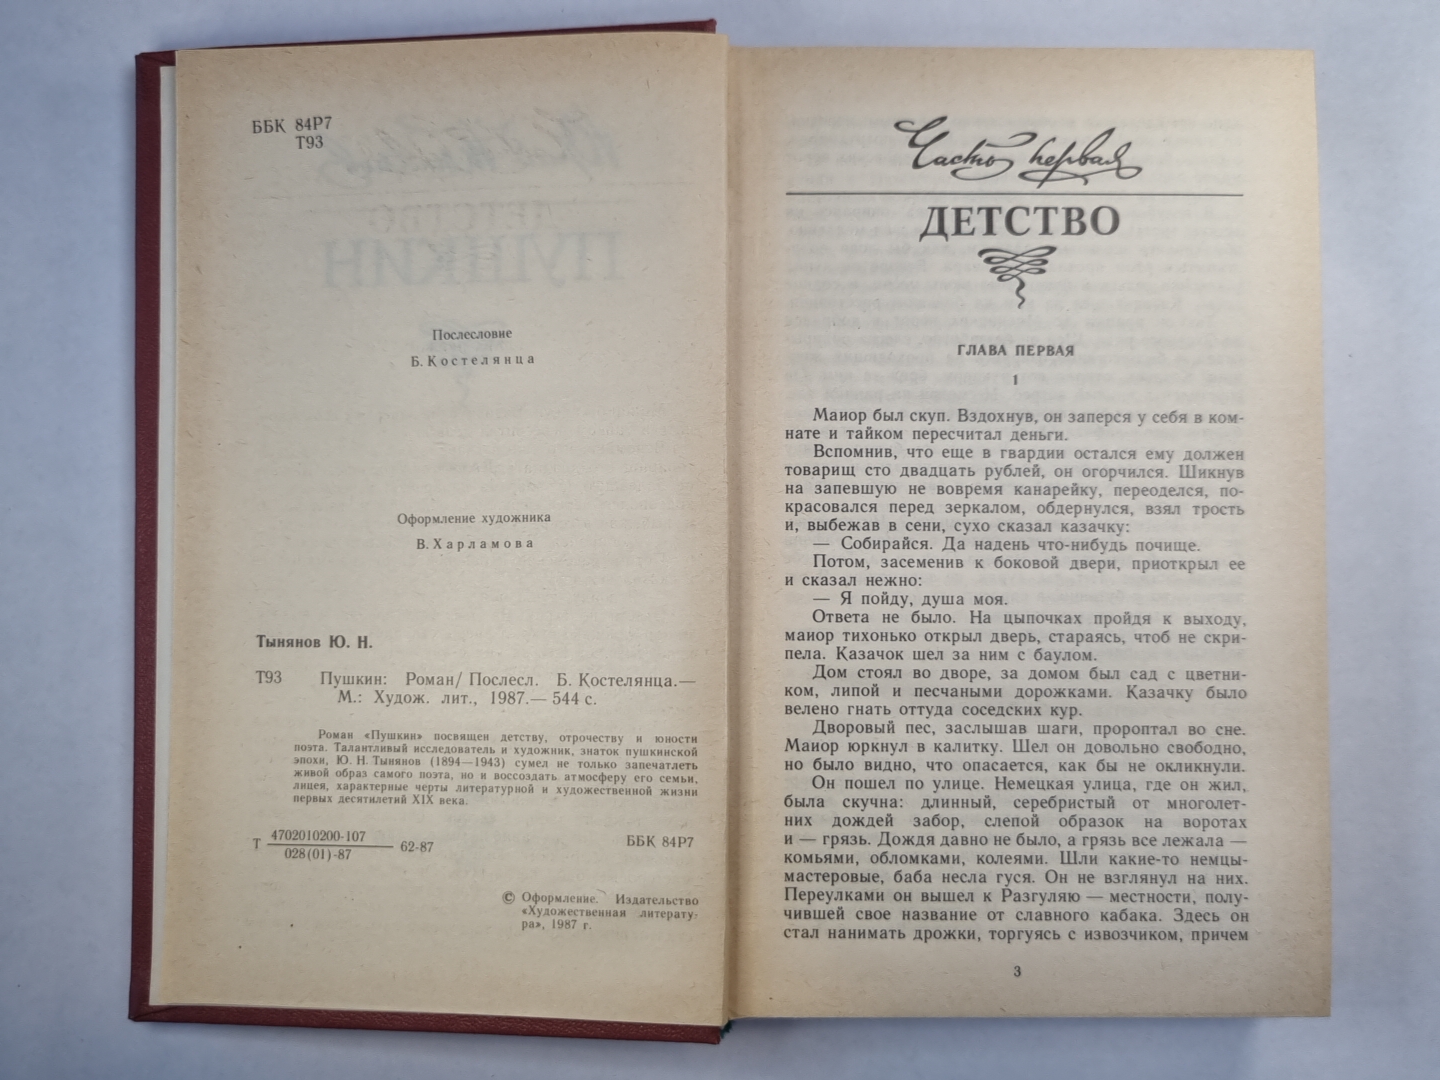 ББК 84Р7
Т93
Послесловие
Б. Костелянца
Оформление художника
В. Харламова
Тынянов Ю. Н.
Т93 Пушкин: Роман/ Послесл. Б. Костелянца.—
М.: Худож. лит., 1987.— 544 с.
Роман «Пушкин» посвящен детству, отрочеству и юности
поэта. Талантливый исследователь и художник, знаток пушкинской
эпохи, Ю. Н. Тынянов (1894—1943) сумел не только запечатлеть
живой образ самого поэта, но и воссоздать атмосферу его семьи,
лицея, характерные черты литературной и художественной жизни
первых десятилетий XIX века.
Т 4702010200-107
028(01)-87 62-87
ББК 84Р7
© Оформление. Издательство
«Художественная литерату-
ра», 1987 г.
Часть первая
ДЕТСТВО
ГЛАВА ПЕРВАЯ
1
Маиор был скуп. Вздохнув, он заперся у себя в ком-
нате и тайком пересчитал деньги.
Вспомнив, что еще в гвардии остался ему должен
товарищ сто двадцать рублей, он огорчился. Шикнув
на запевшую не вовремя канарейку, переоделся, по-
красовался перед зеркалом, обдернулся, взял трость
и, выбежав в сени, сухо сказал казачку:
— Собирайся. Да надень что-нибудь почище.
Потом, засеменив к боковой двери, приоткрыл ее
и сказал нежно:
— Я пойду, душа моя.
Ответа не было. На цыпочках пройдя к выходу,
маиор тихонько открыл дверь, стараясь, чтоб не скри-
пела. Казачок шел за ним с баулом.
Дом стоял во дворе, за домом был сад с цветни-
ком, липой и песчаными дорожками. Казачку было
велено гнать оттуда соседских кур.
Дворовый пес, заслышав шаги, пророптал во сне.
Маиор юркнул в калитку. Шел он довольно свободно,
но было видно, что опасается, как бы не окликнули.
Он пошел по улице. Немецкая улица, где он жил,
была скучна: длинный, серебристый от многолет-
них дождей забор, слепой образок на воротах
и — грязь. Дождя давно не было, а грязь все лежала —
комьями, обломками, колеями. Шли какие-то немцы-
мастеровые, баба несла гуся. Он не взглянул на них.
Переулками он вышел к Разгуляю — местности, полу-
чившей свое название от славного кабака. Здесь он
стал нанимать дрожки, торгуясь с извозчиком, причем
3